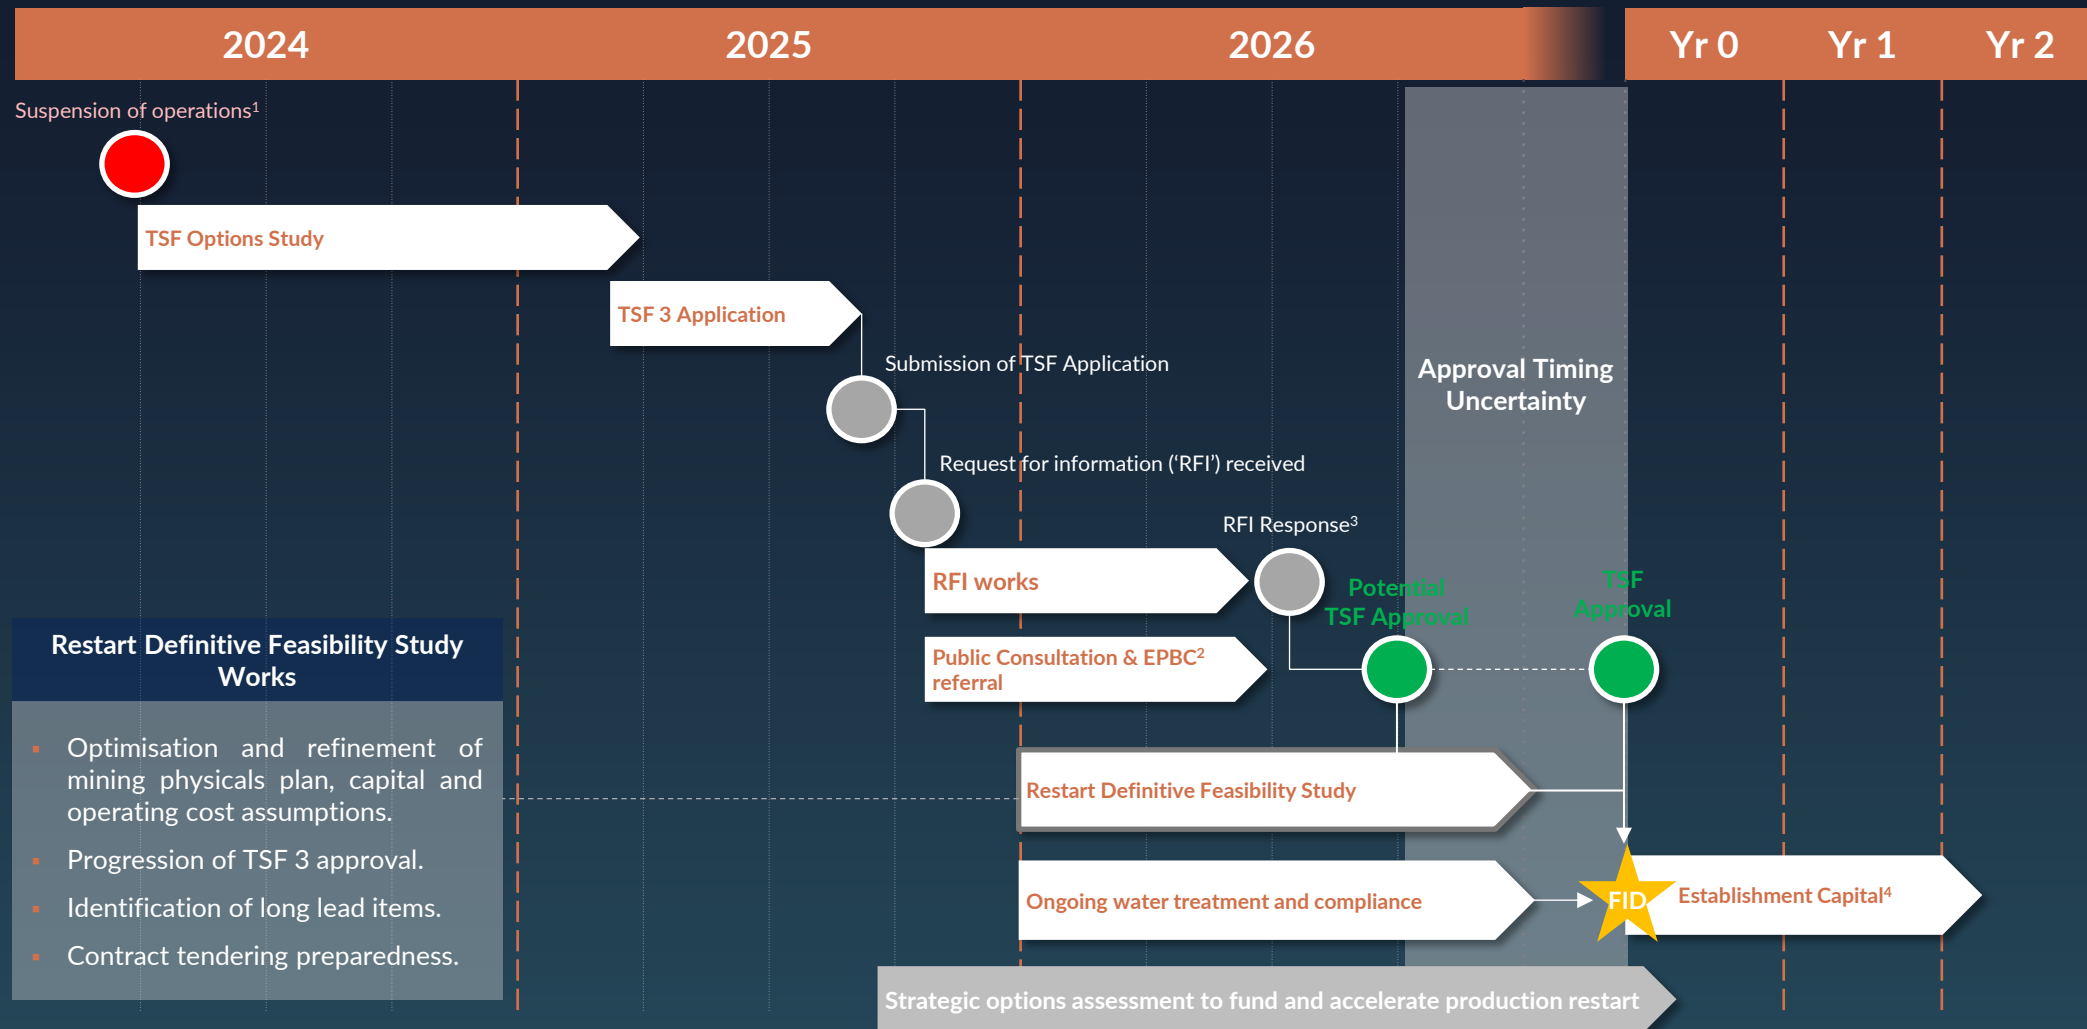 2024 2025 2026 Yr 0 Yr 1 Yr 2
Suspension of operations¹
TSF Options Study
TSF 3 Application
Submission of TSF Application
Approval Timing
Uncertainty
Request for information (‘RFI’) received
RFI Response³
RFI works
Potential
TSF Approval
TSF
Approval
Public Consultation & EPBC²
referral
Restart Definitive Feasibility Study
Works
Optimisation and refinement of
mining physicals plan, capital and
operating cost assumptions.
Progression of TSF 3 approval.
Identification of long lead items.
Contract tendering preparedness.
Restart Definitive Feasibility Study
Ongoing water treatment and compliance
FID
Establishment Capital⁴
Strategic options assessment to fund and accelerate production restart